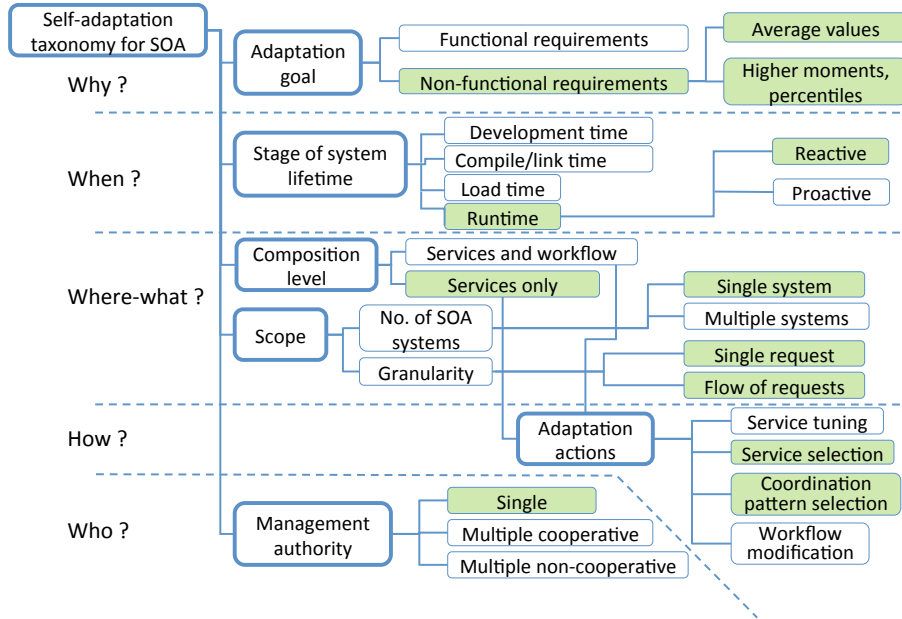 Self-adaptation
taxonomy for SOA
Why ?
Adaptation
goal
Functional requirements
Non-functional requirements
Average values
Higher moments,
percentiles
When ?
Stage of system
lifetime
Development time
Compile/link time
Load time
Runtime
Reactive
Proactive
Where-what ?
Composition
level
Services and workflow
Services only
Scope
No. of SOA
systems
Granularity
Single system
Multiple systems
Single request
Flow of requests
How ?
Adaptation
actions
Service tuning
Service selection
Coordination
pattern selection
Workflow
modification
Who ?
Management
authority
Single
Multiple cooperative
Multiple non-cooperative